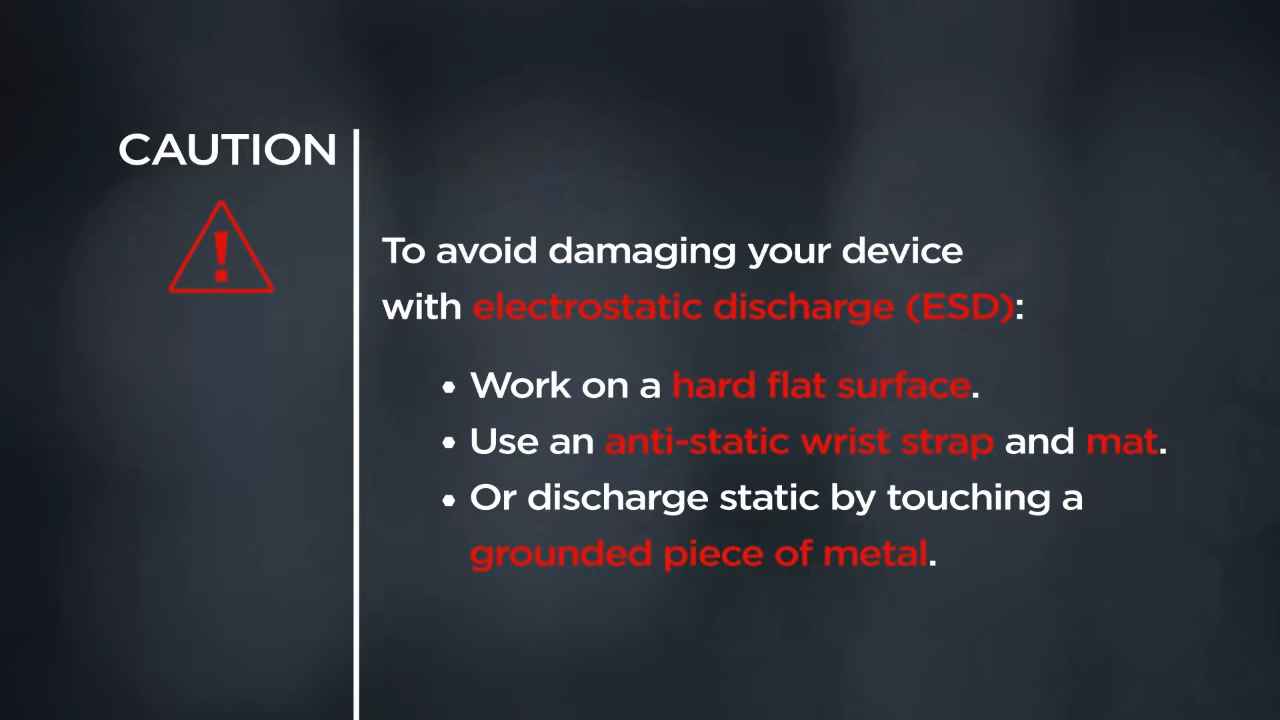 CAUTION
!
To avoid damaging your device
with electrostatic discharge (ESD):
• Work on a hard flat surface.
• Use an anti-static wrist strap and mat.
• Or discharge static by touching a
grounded piece of metal.